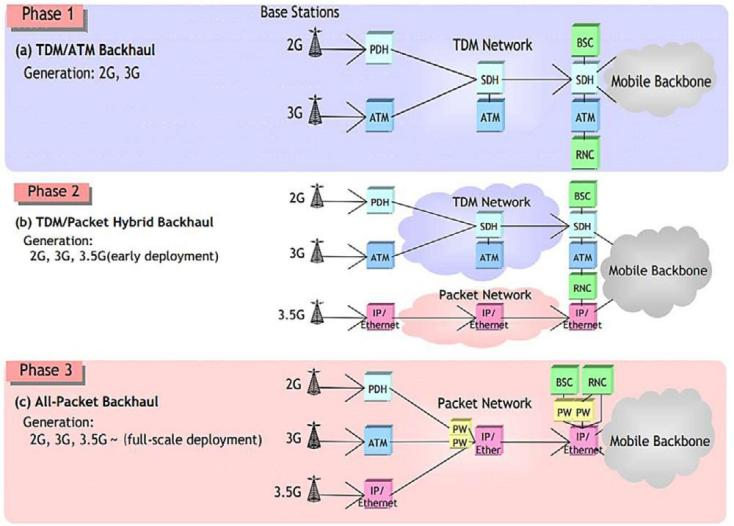 Phase 1
Base Stations
(a) TDM/ATM Backhaul
Generation: 2G, 3G
2G
PDH
TDM Network
BSC
SDH
SDH
Mobile Backbone
3G
ATM
ATM
ATM
RNC
Phase 2
(b) TDM/Packet Hybrid Backhaul
Generation:
2G, 3G, 3.5G(early deployment)
2G
PDH
TDM Network
BSC
SDH
SDH
3G
ATM
ATM
ATM
Mobile Backbone
RNC
Packet Network
3.5G
IP/
Ethernet
IP/
Ethernet
IP/
Ethernet
Phase 3
(c) All-Packet Backhaul
Generation:
2G, 3G, 3.5G ~ (full-scale deployment)
2G
PDH
Packet Network
BSC
RNC
PW PW
3G
ATM
PW
PW
IP/
Ether
IP/
Ethernet
Mobile Backbone
3.5G
IP/
Ethernet